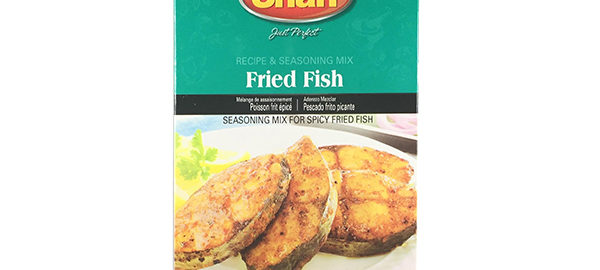 Shan
Just Perfect
RECIPE & SEASONING MIX
Fried Fish
Mélange de assaisonnement
Poisson frit épicé
Aderezo Mezclar
Pescado frito picante
SEASONING MIX FOR SPICY FRIED FISH